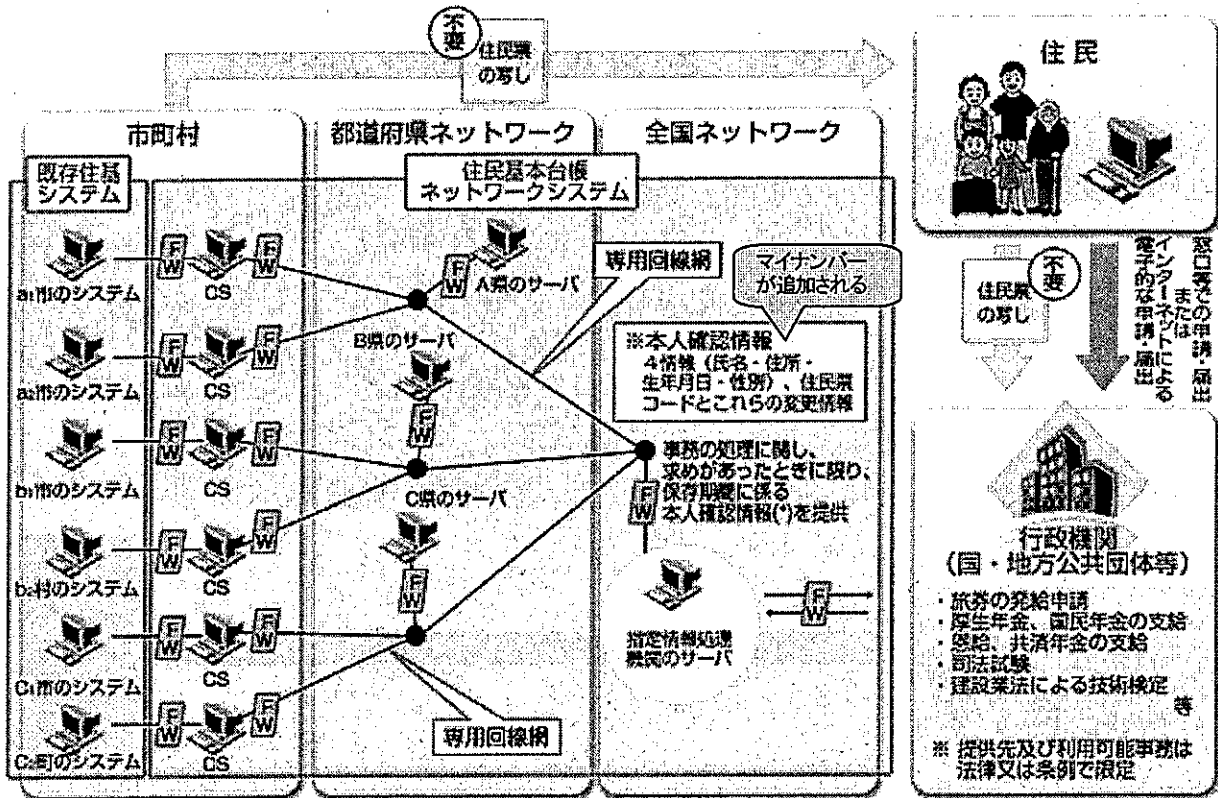 不要
住民票
の写し
住民
市町村
都道府県ネットワーク
全国ネットワーク
既存住基
システム
住民基本台帳
ネットワークシステム
FW
CS
FW
a₁市のシステム
FW
CS
FW
a₂市のシステム
FW
CS
FW
b₁市のシステム
FW
CS
FW
b₂村のシステム
FW
CS
FW
C₁市のシステム
FW
CS
FW
C₂町のシステム
FW
A県のサーバ
B県のサーバ
FW
C県のサーバ
FW
専用回線網
専用回線網
マイナンバー
が追加される
※本人確認情報
4情報(氏名・住所・
生年月日・性別)、住民票
コードとこれらの変更情報
事務の処理に関し、
求めがあったときに限り、
保存期間に係る
本人確認情報(*)を提供
FW
指定情報処理
機関のサーバ
FW
不要
住民票
の写し
窓口等での申請・届出
または
インターネットによる
電子的な申請・届出
行政機関
(国・地方公共団体等)
・旅券の発給申請
・厚生年金、国民年金の支給
・恩給、共済年金の支給
・司法試験
・建設業法による技術検定
等
※ 提供先及び利用可能事務は
法律又は条例で限定